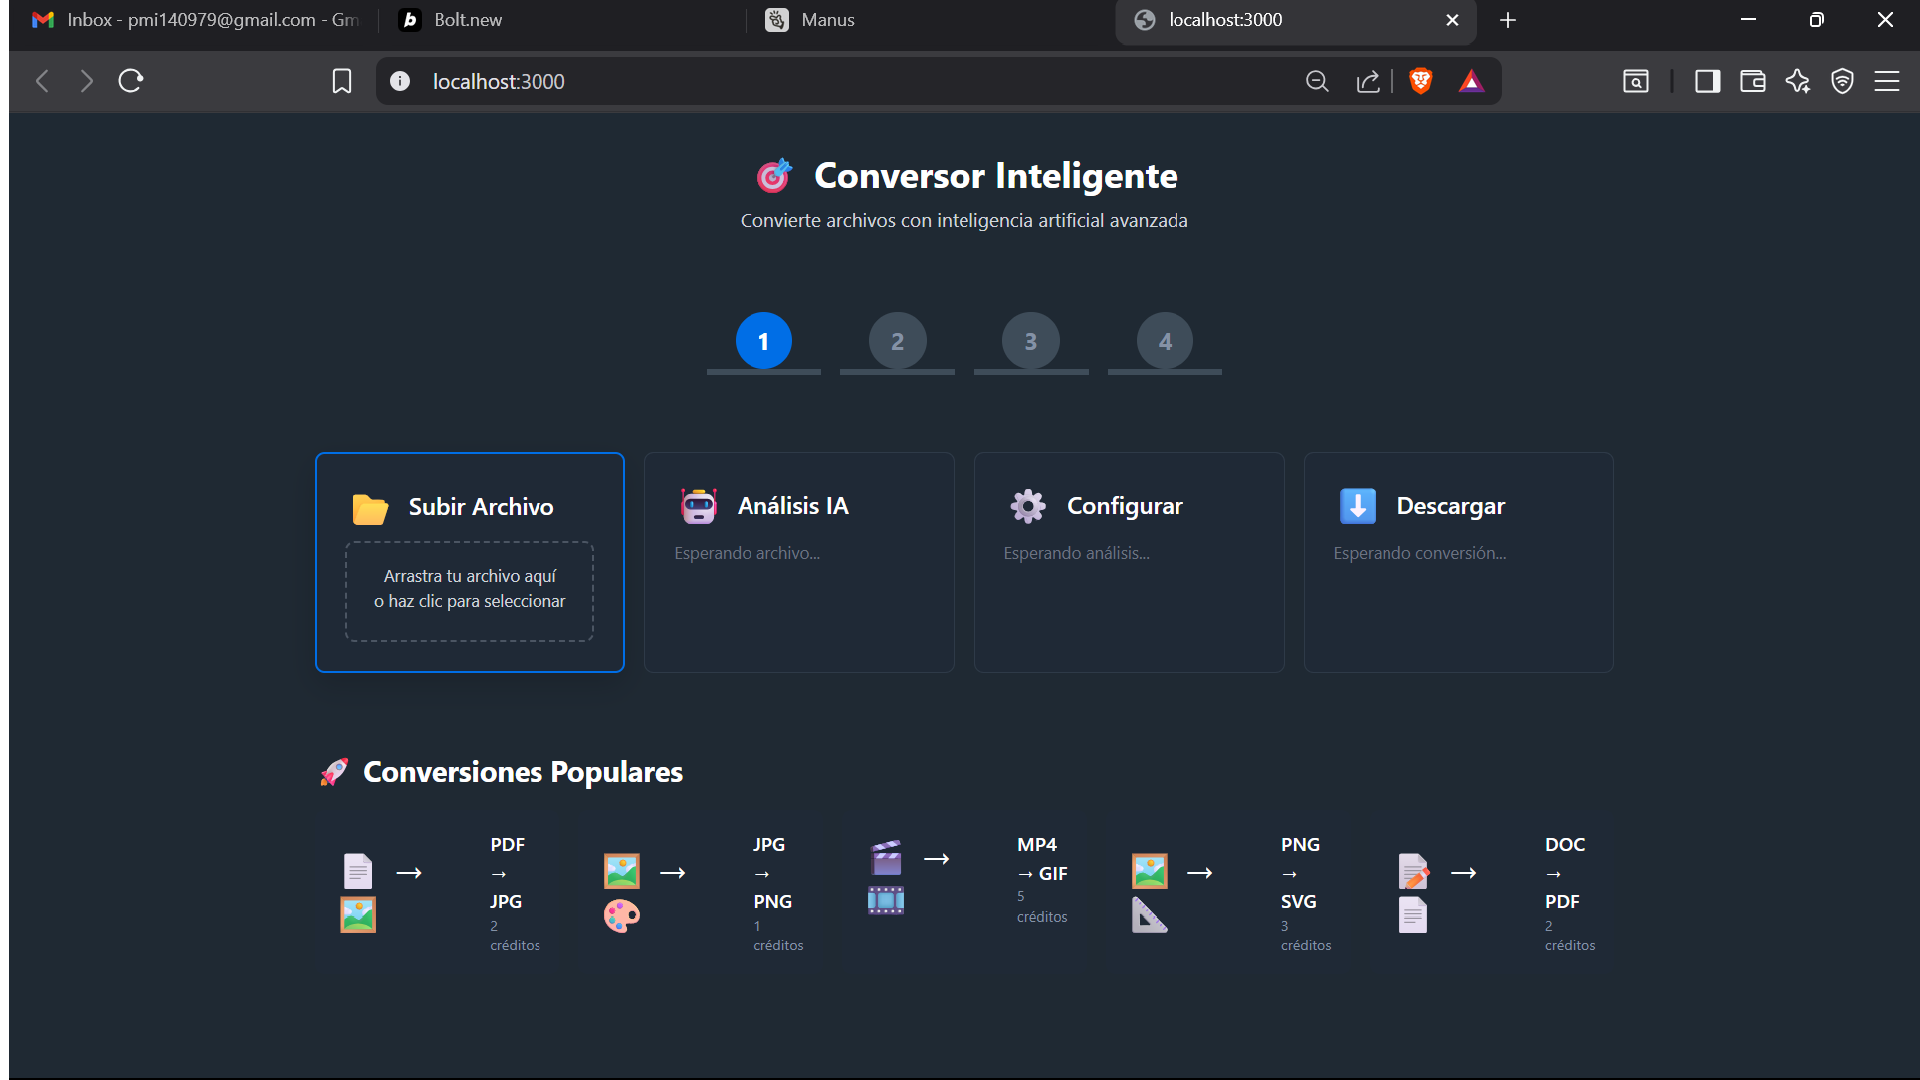 Inbox - pmi140979@gmail.com - Gm
Bolt.new
Manus
localhost:3000
localhost:3000
Conversor Inteligente
Convierte archivos con inteligencia artificial avanzada
1
2
3
4
Subir Archivo
Arrastra tu archivo aquí
o haz clic para seleccionar
Análisis IA
Esperando archivo...
Configurar
Esperando análisis...
Descargar
Esperando conversión...
Conversiones Populares
→
PDF
→
JPG
2
créditos
→
JPG
→
PNG
1
créditos
→
MP4
→ GIF
5
créditos
→
PNG
→
SVG
3
créditos
→
DOC
→
PDF
2
créditos